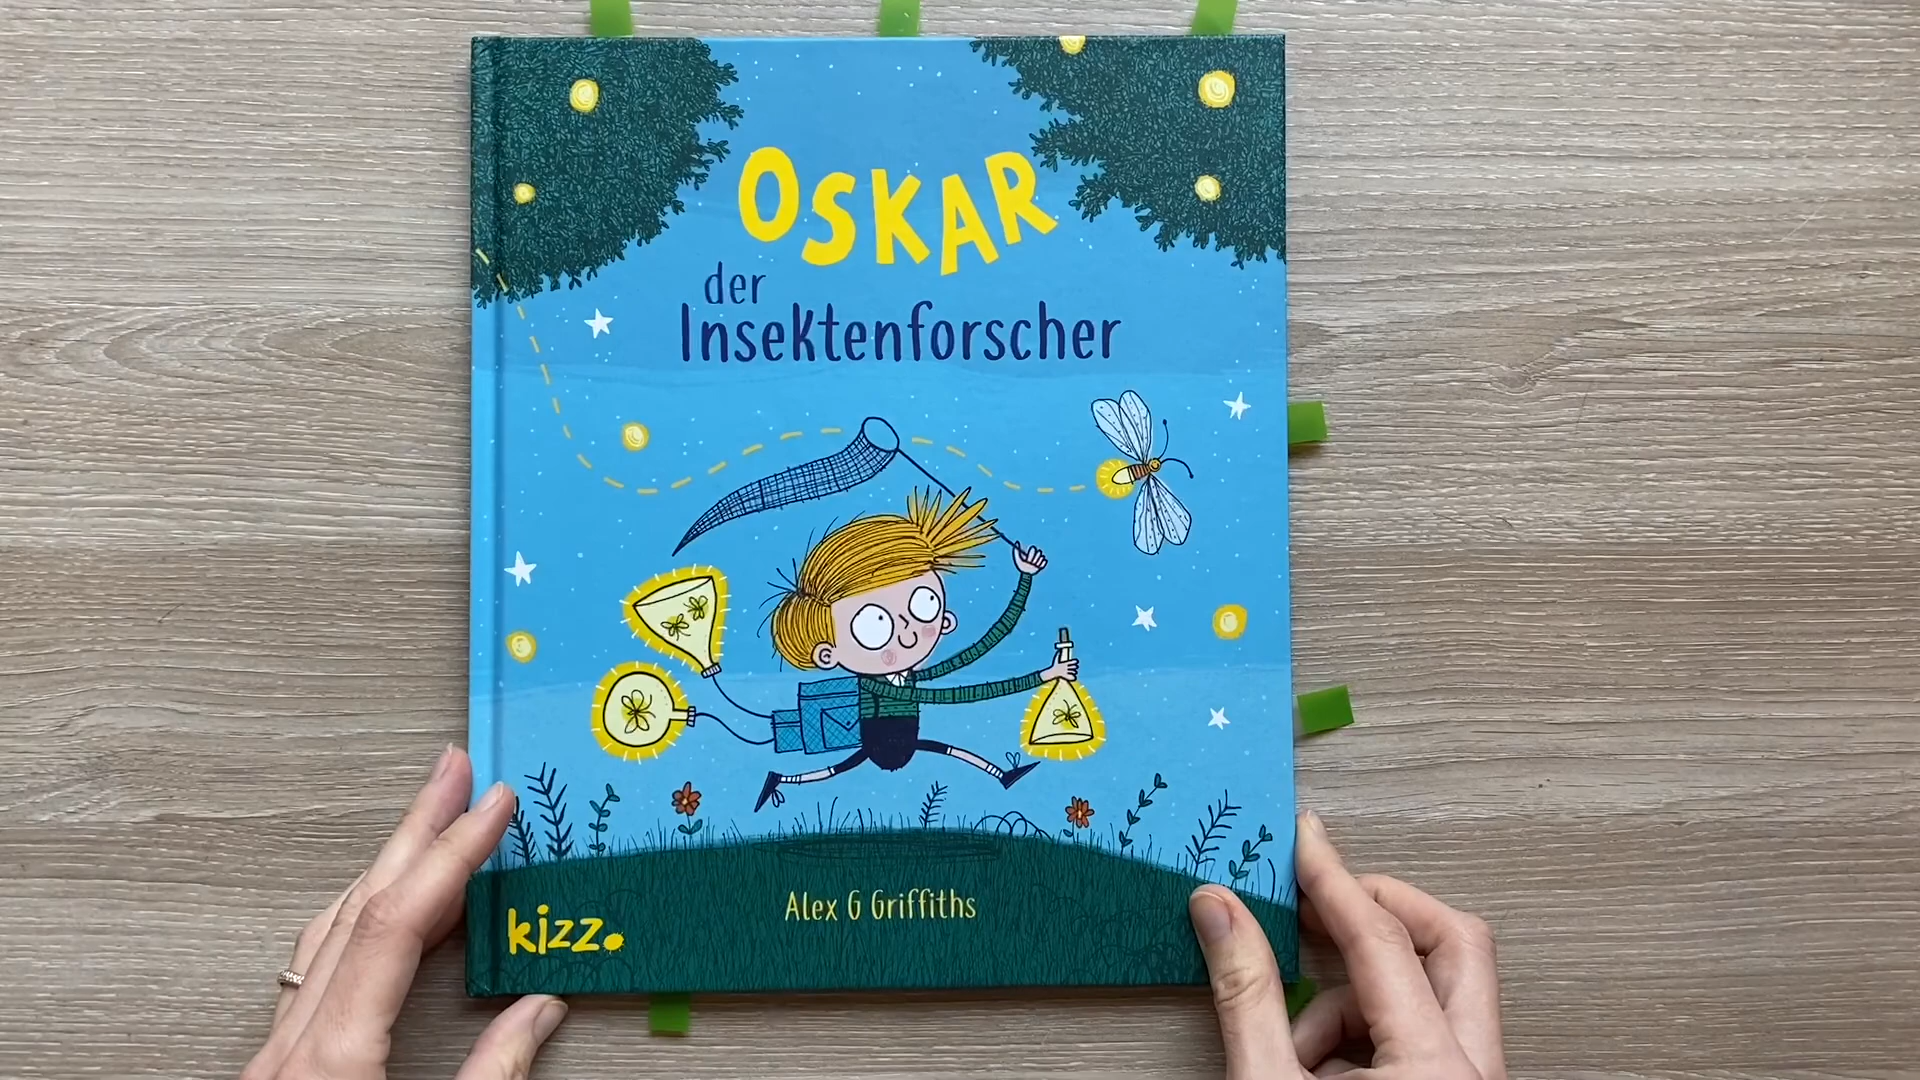 OSKAR
der
Insektenforscher
Alex G Griffiths
kizz.